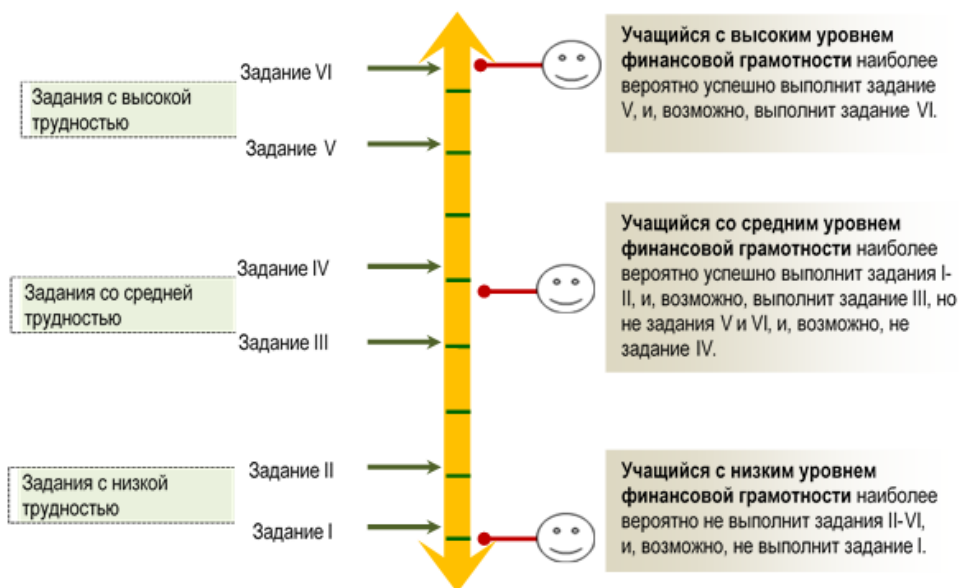 Задание VI
Задания с высокой
трудностью
Задание V
Задание IV
Задания со средней
трудностью
Задание III
Задание II
Задания с низкой
трудностью
Задание I
Учащийся с высоким уровнем
финансовой грамотности наиболее
вероятно успешно выполнит задание
V, и, возможно, выполнит задание VI.
Учащийся со средним уровнем
финансовой грамотности наиболее
вероятно успешно выполнит задания I-
II, и, возможно, выполнит задание III, но
не задания V и VI, и, возможно, не
задание IV.
Учащийся с низким уровнем
финансовой грамотности наиболее
вероятно не выполнит задания II-VI,
и, возможно, не выполнит задание I.